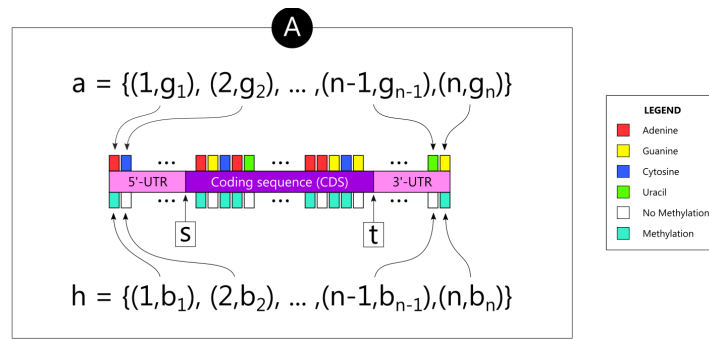 A
a = {(1,g₁), (2,g₂), ... ,(n-1,gₙ₋₁),(n,gₙ)}
LEGEND
Adenine
Guanine
Cytosine
Uracil
No Methylation
Methylation
... ... ...
5'-UTR Coding sequence (CDS) 3'-UTR
... ... ...
s t
h = {(1,b₁), (2,b₂), ... ,(n-1,bₙ₋₁),(n,bₙ)}